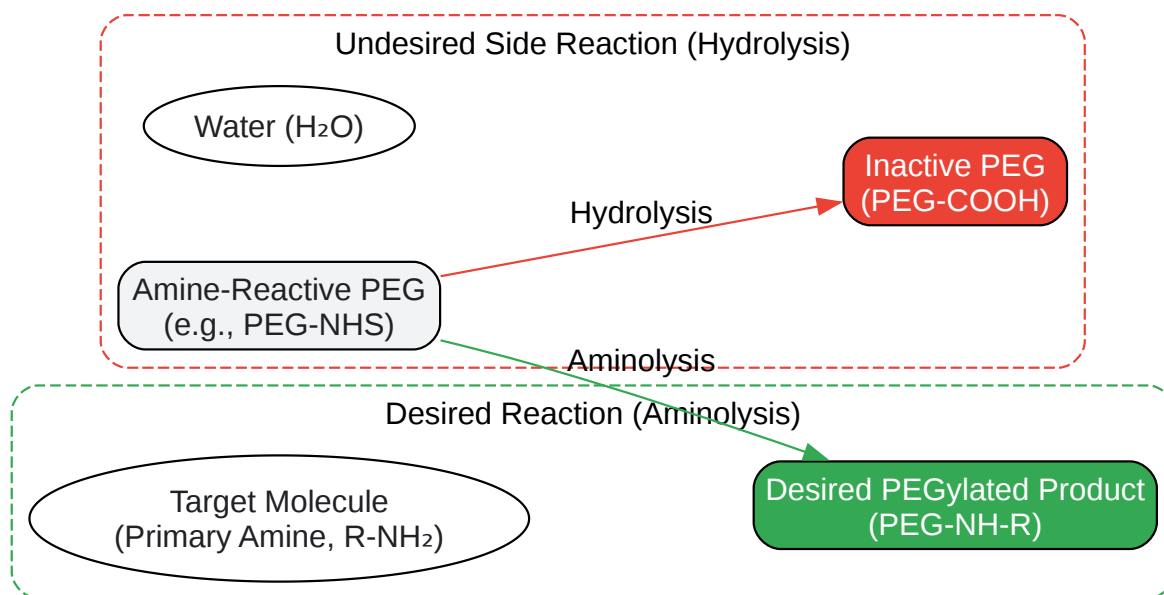 Undesired Side Reaction (Hydrolysis)
Water (H₂O)
Inactive PEG
(PEG-COOH)
Hydrolysis
Amine-Reactive PEG
(e.g., PEG-NHS)
Aminolysis
Desired Reaction (Aminolysis)
Target Molecule
(Primary Amine, R-NH₂)
Desired PEGylated Product
(PEG-NH-R)